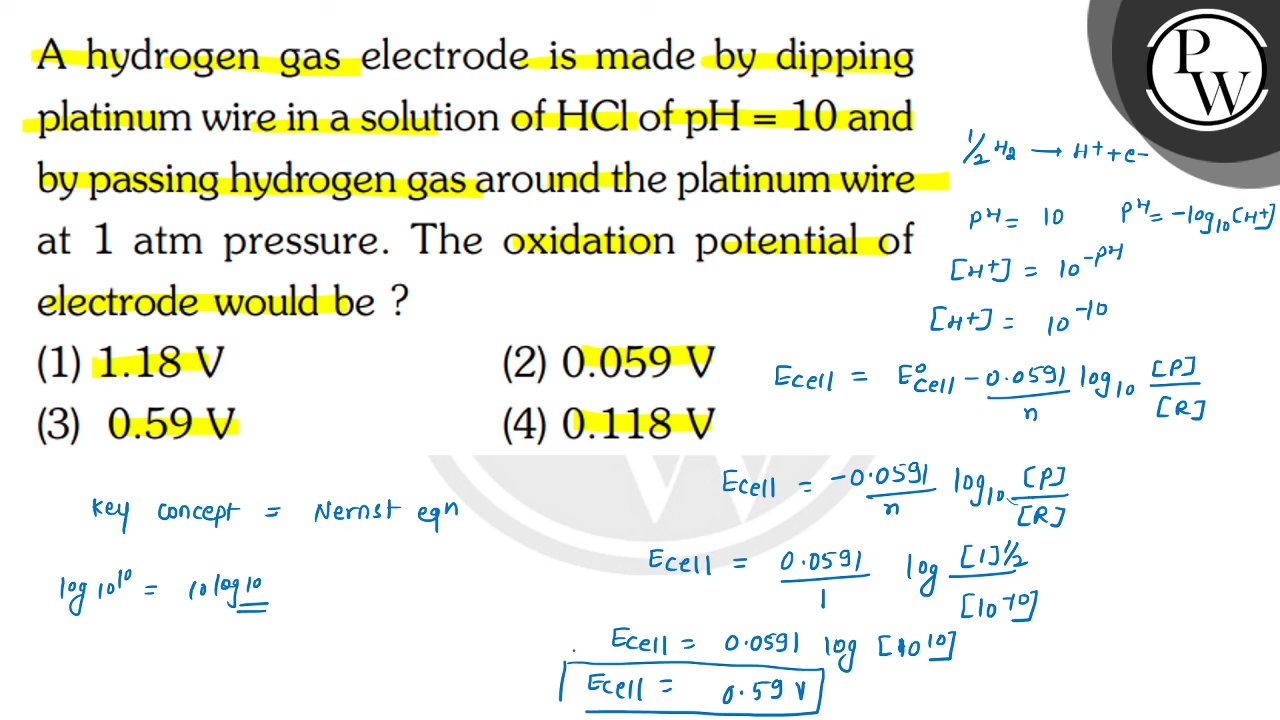 A hydrogen gas electrode is made by dipping
platinum wire in a solution of HCl of pH = 10 and
by passing hydrogen gas around the platinum wire
at 1 atm pressure. The oxidation potential of
electrode would be ?
(1) 1.18 V (2) 0.059 V
(3) 0.59 V (4) 0.118 V
Key concept = Nernst eqn
log 10^10 = 10 log 10
PW
1/2 H2 → H+ + e-
PH = 10 PH = -log10 [H+]
[H+] = 10^-PH
[H+] = 10^-10
Ecell = E°cell - 0.0591/n log10 [P]/[R]
Ecell = -0.0591/n log10 [P]/[R]
Ecell = 0.0591/1 log [1]^1/2/[10^-10]
Ecell = 0.0591 log [10^10]
Ecell = 0.59 V